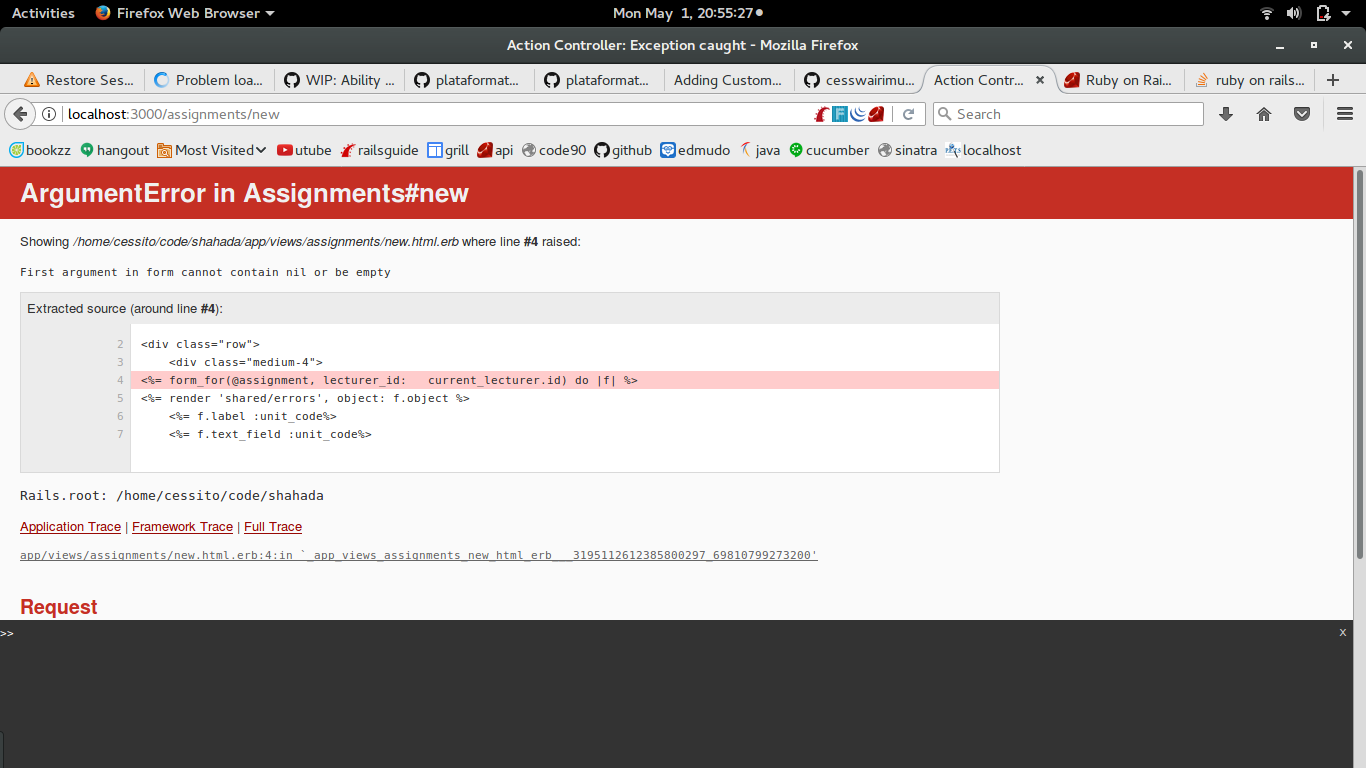 Activities Firefox Web Browser Mon May 1, 20:55:27
Action Controller: Exception caught - Mozilla Firefox
Restore Ses... Problem loa... WIP: Ability ... plataformat... plataformat... Adding Custom... cesswairimu... Action Contr... Ruby on Rai... ruby on rails...
localhost:3000/assignments/new Search
bookzz hangout Most Visited utube railsguide grill api code90 github edmudo java cucumber sinatra localhost
ArgumentError in Assignments#new
Showing /home/cessito/code/shahada/app/views/assignments/new.html.erb where line #4 raised:
First argument in form cannot contain nil or be empty
Extracted source (around line #4):
2 <div class="row">
3 <div class="medium-4">
4 <%= form_for(@assignment, lecturer_id:   current_lecturer.id) do |f| %>
5 <%= render 'shared/errors', object: f.object %>
6 <%= f.label :unit_code%>
7 <%= f.text_field :unit_code%>
Rails.root: /home/cessito/code/shahada
Application Trace | Framework Trace | Full Trace
app/views/assignments/new.html.erb:4:in `_app_views_assignments_new_html_erb___3195112612385800297_69810799273200'
Request
>> x